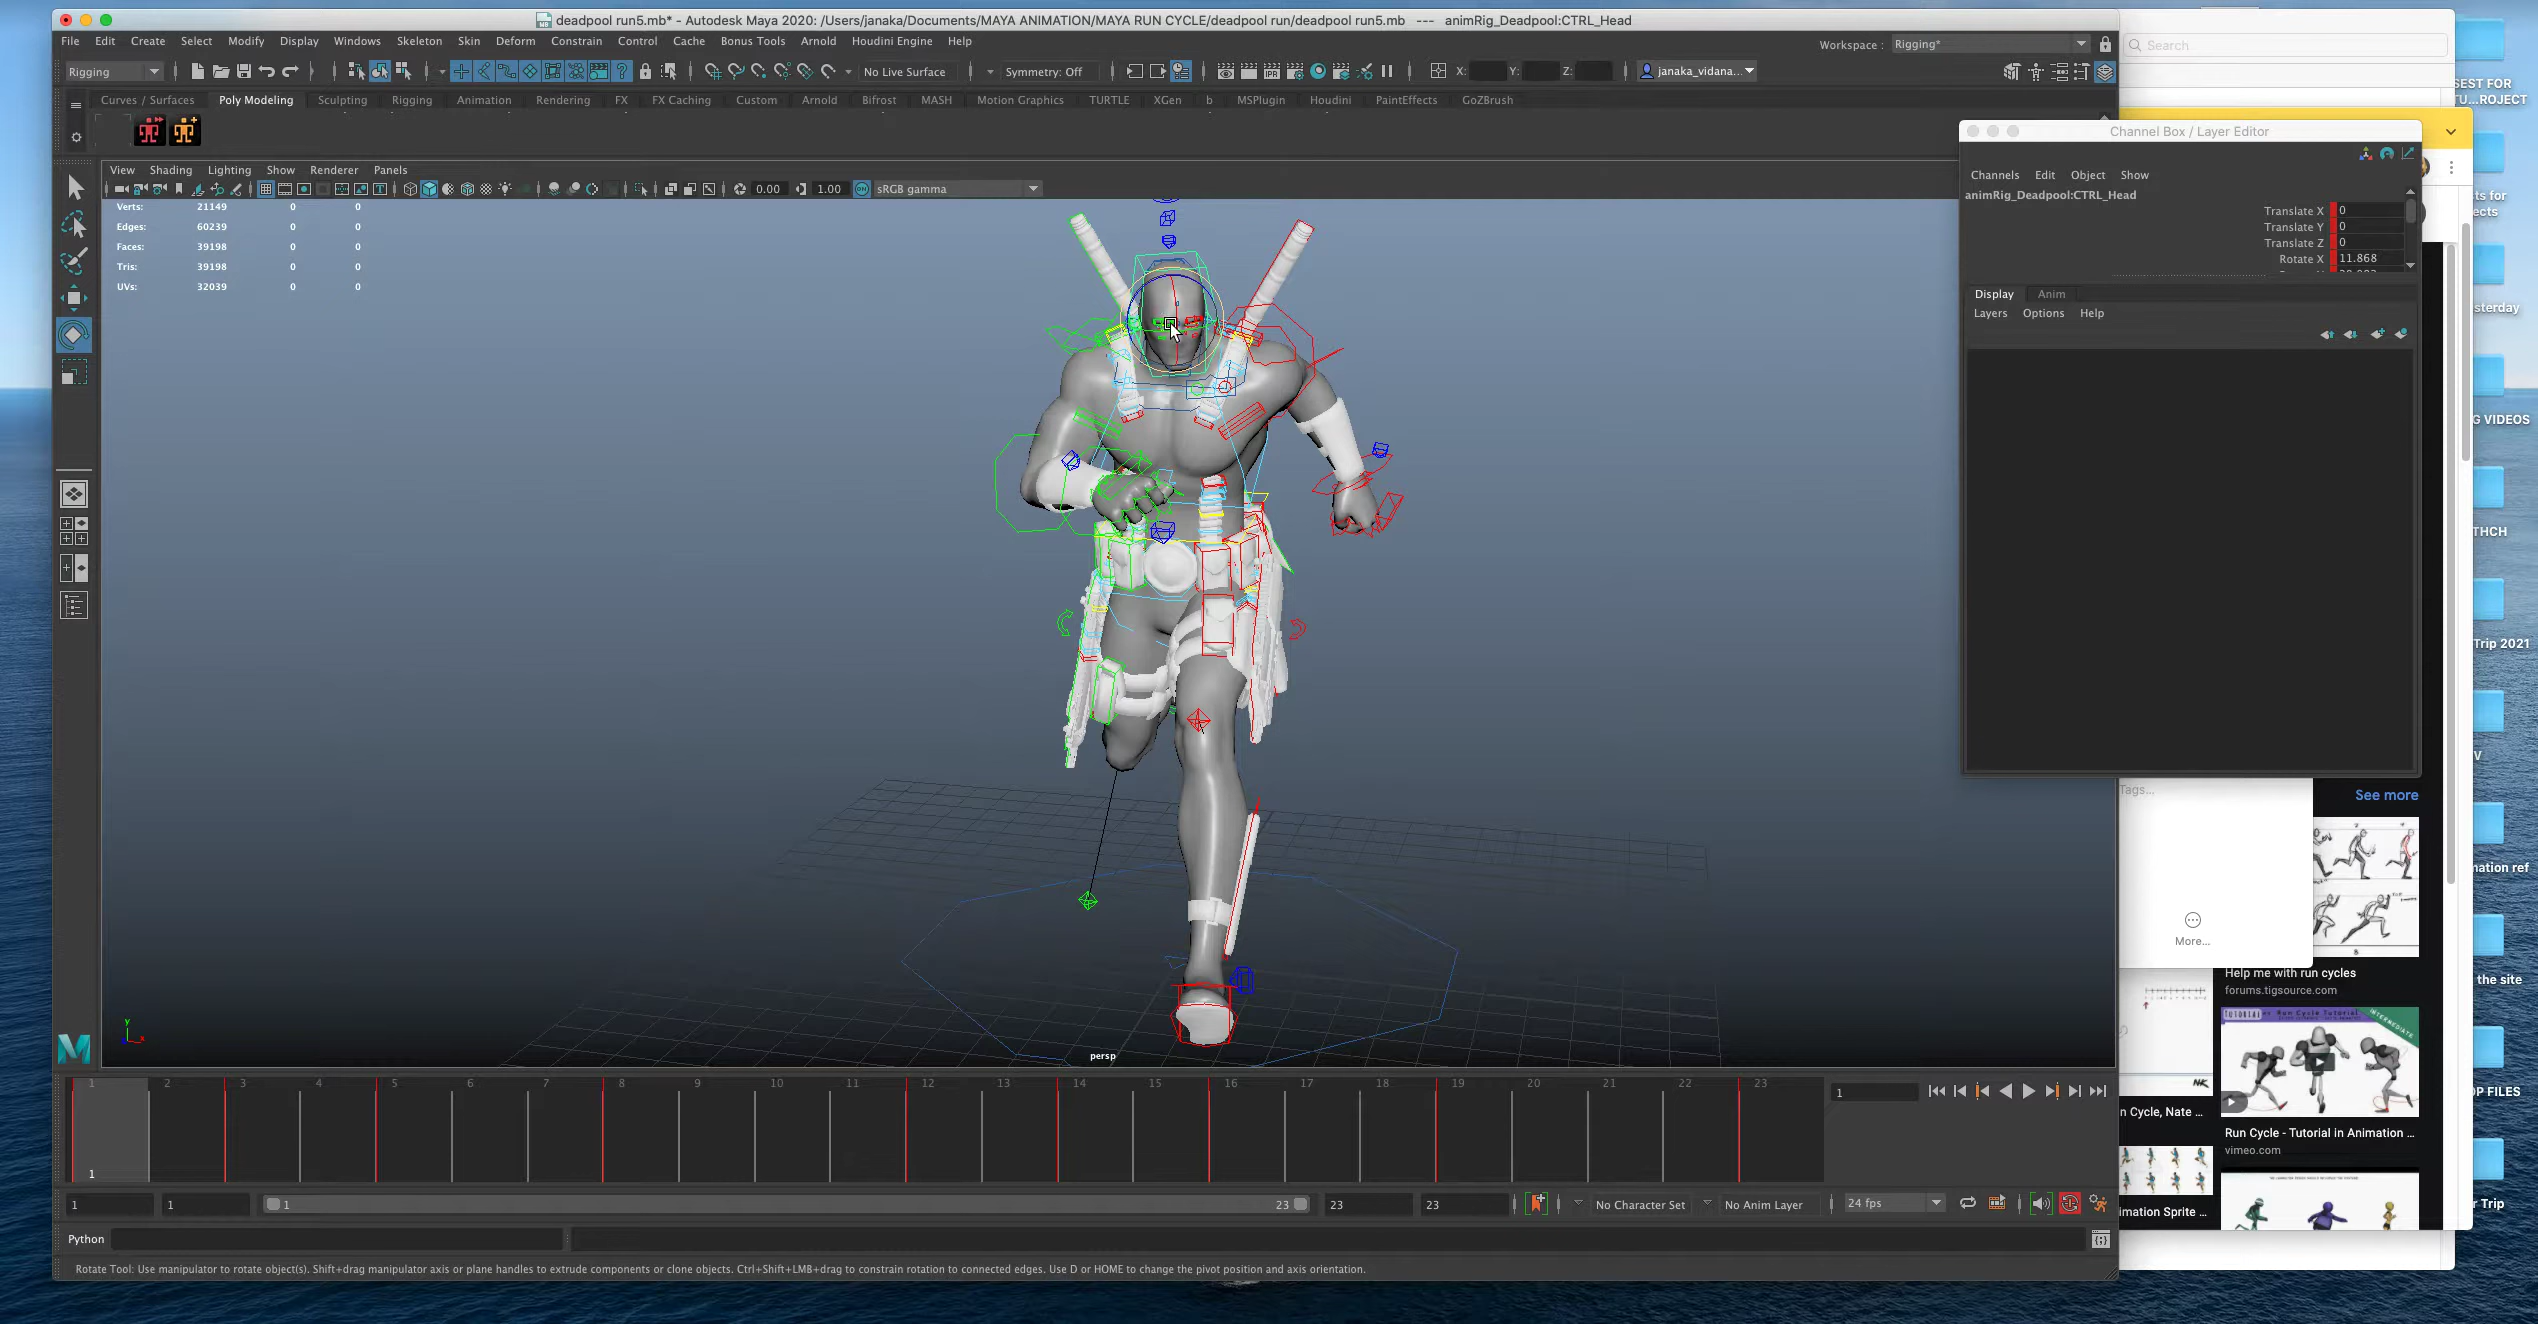 deadpool run5.mb* - Autodesk Maya 2020: /Users/janaka/Documents/MAYA ANIMATION/MAYA RUN CYCLE/deadpool run/deadpool run5.mb --- animRig_Deadpool:CTRL_Head
File Edit Create Select Modify Display Windows Skeleton Skin Deform Constrain Control Cache Bonus Tools Arnold Houdini Engine Help
Workspace : Rigging*
Search
Rigging No Live Surface Symmetry: Off IPR X: Y: Z: janaka_vidana...
Curves / Surfaces Poly Modeling Sculpting Rigging Animation Rendering FX FX Caching Custom Arnold Bifrost MASH Motion Graphics TURTLE XGen b MSPlugin Houdini PaintEffects GoZBrush
View Shading Lighting Show Renderer Panels
0.00 1.00 ON sRGB gamma
Verts: 21149 0 0
Edges: 60239 0 0
Faces: 39198 0 0
Tris: 39198 0 0
UVs: 32039 0 0
Channel Box / Layer Editor
Channels Edit Object Show
animRig_Deadpool:CTRL_Head
Translate X 0
Translate Y 0
Translate Z 0
Rotate X 11.868
Display Anim
Layers Options Help
SEST FOR
TU...ROJECT
ts for
ects
sterday
G VIDEOS
THCH
Trip 2021
V
mation ref
the site
OP FILES
r Trip
Tags...
See more
More...
Help me with run cycles
forums.tigsource.com
TUTORIAL er Run Cycle Tutorial
INTERMEDIATE
n Cycle, Nate ...
Run Cycle - Tutorial in Animation ...
vimeo.com
imation Sprite ...
y
x
persp
1 2 3 4 5 6 7 8 9 10 11 12 13 14 15 16 17 18 19 20 21 22 23
1
1
1 1 1 23 23 23 No Character Set No Anim Layer 24 fps
Python
Rotate Tool: Use manipulator to rotate object(s). Shift+drag manipulator axis or plane handles to extrude components or clone objects. Ctrl+Shift+LMB+drag to constrain rotation to connected edges. Use D or HOME to change the pivot position and axis orientation.